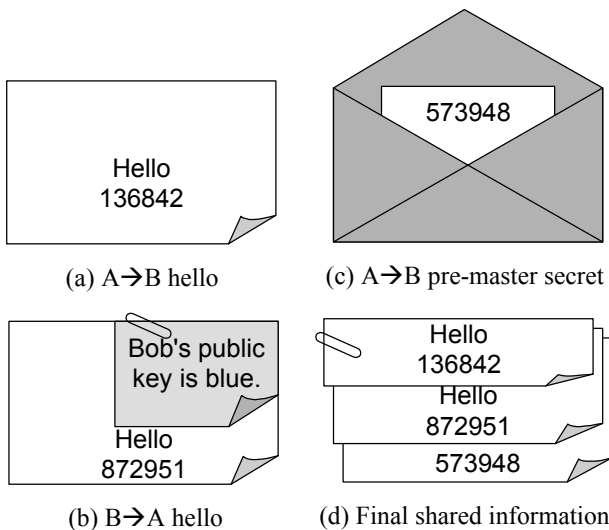 Hello
136842
(a) A→B hello
573948
(c) A→B pre-master secret
Bob's public
key is blue.
Hello
872951
(b) B→A hello
Hello
136842
Hello
872951
573948
(d) Final shared information